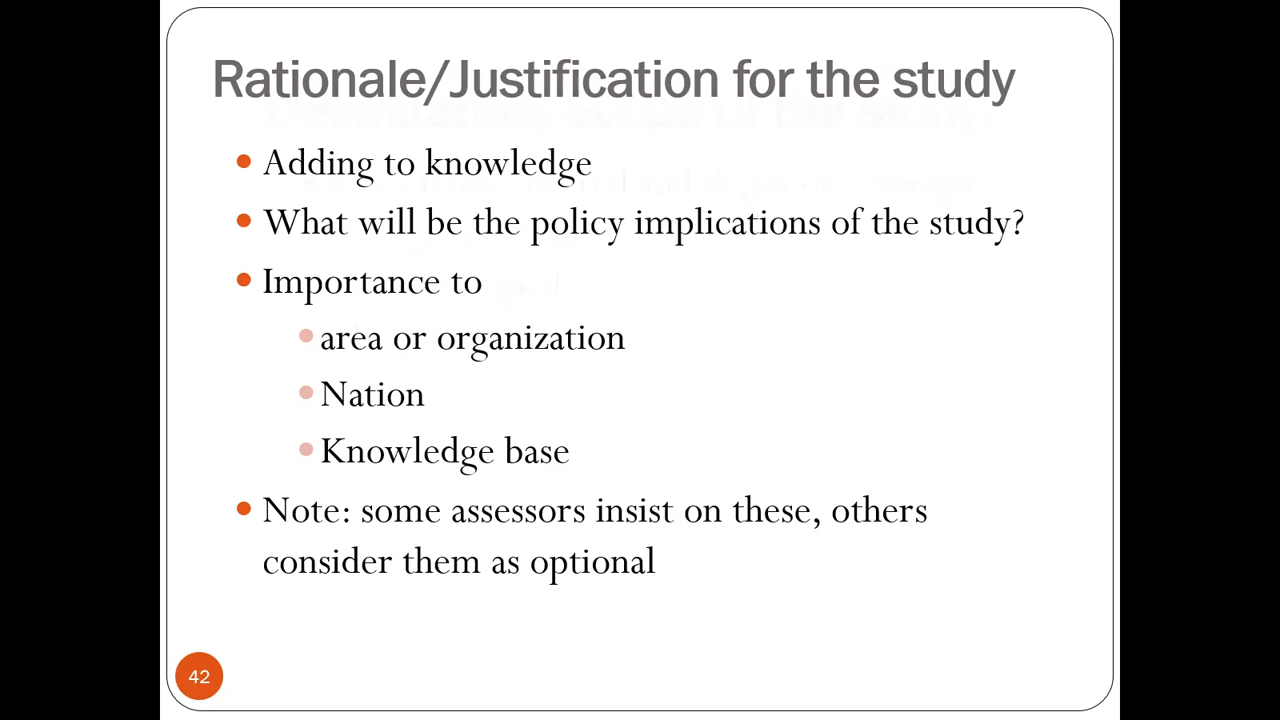 Rationale/Justification for the study
Adding to knowledge
What will be the policy implications of the study?
Importance to
area or organization
Nation
Knowledge base
Note: some assessors insist on these, others
consider them as optional
42